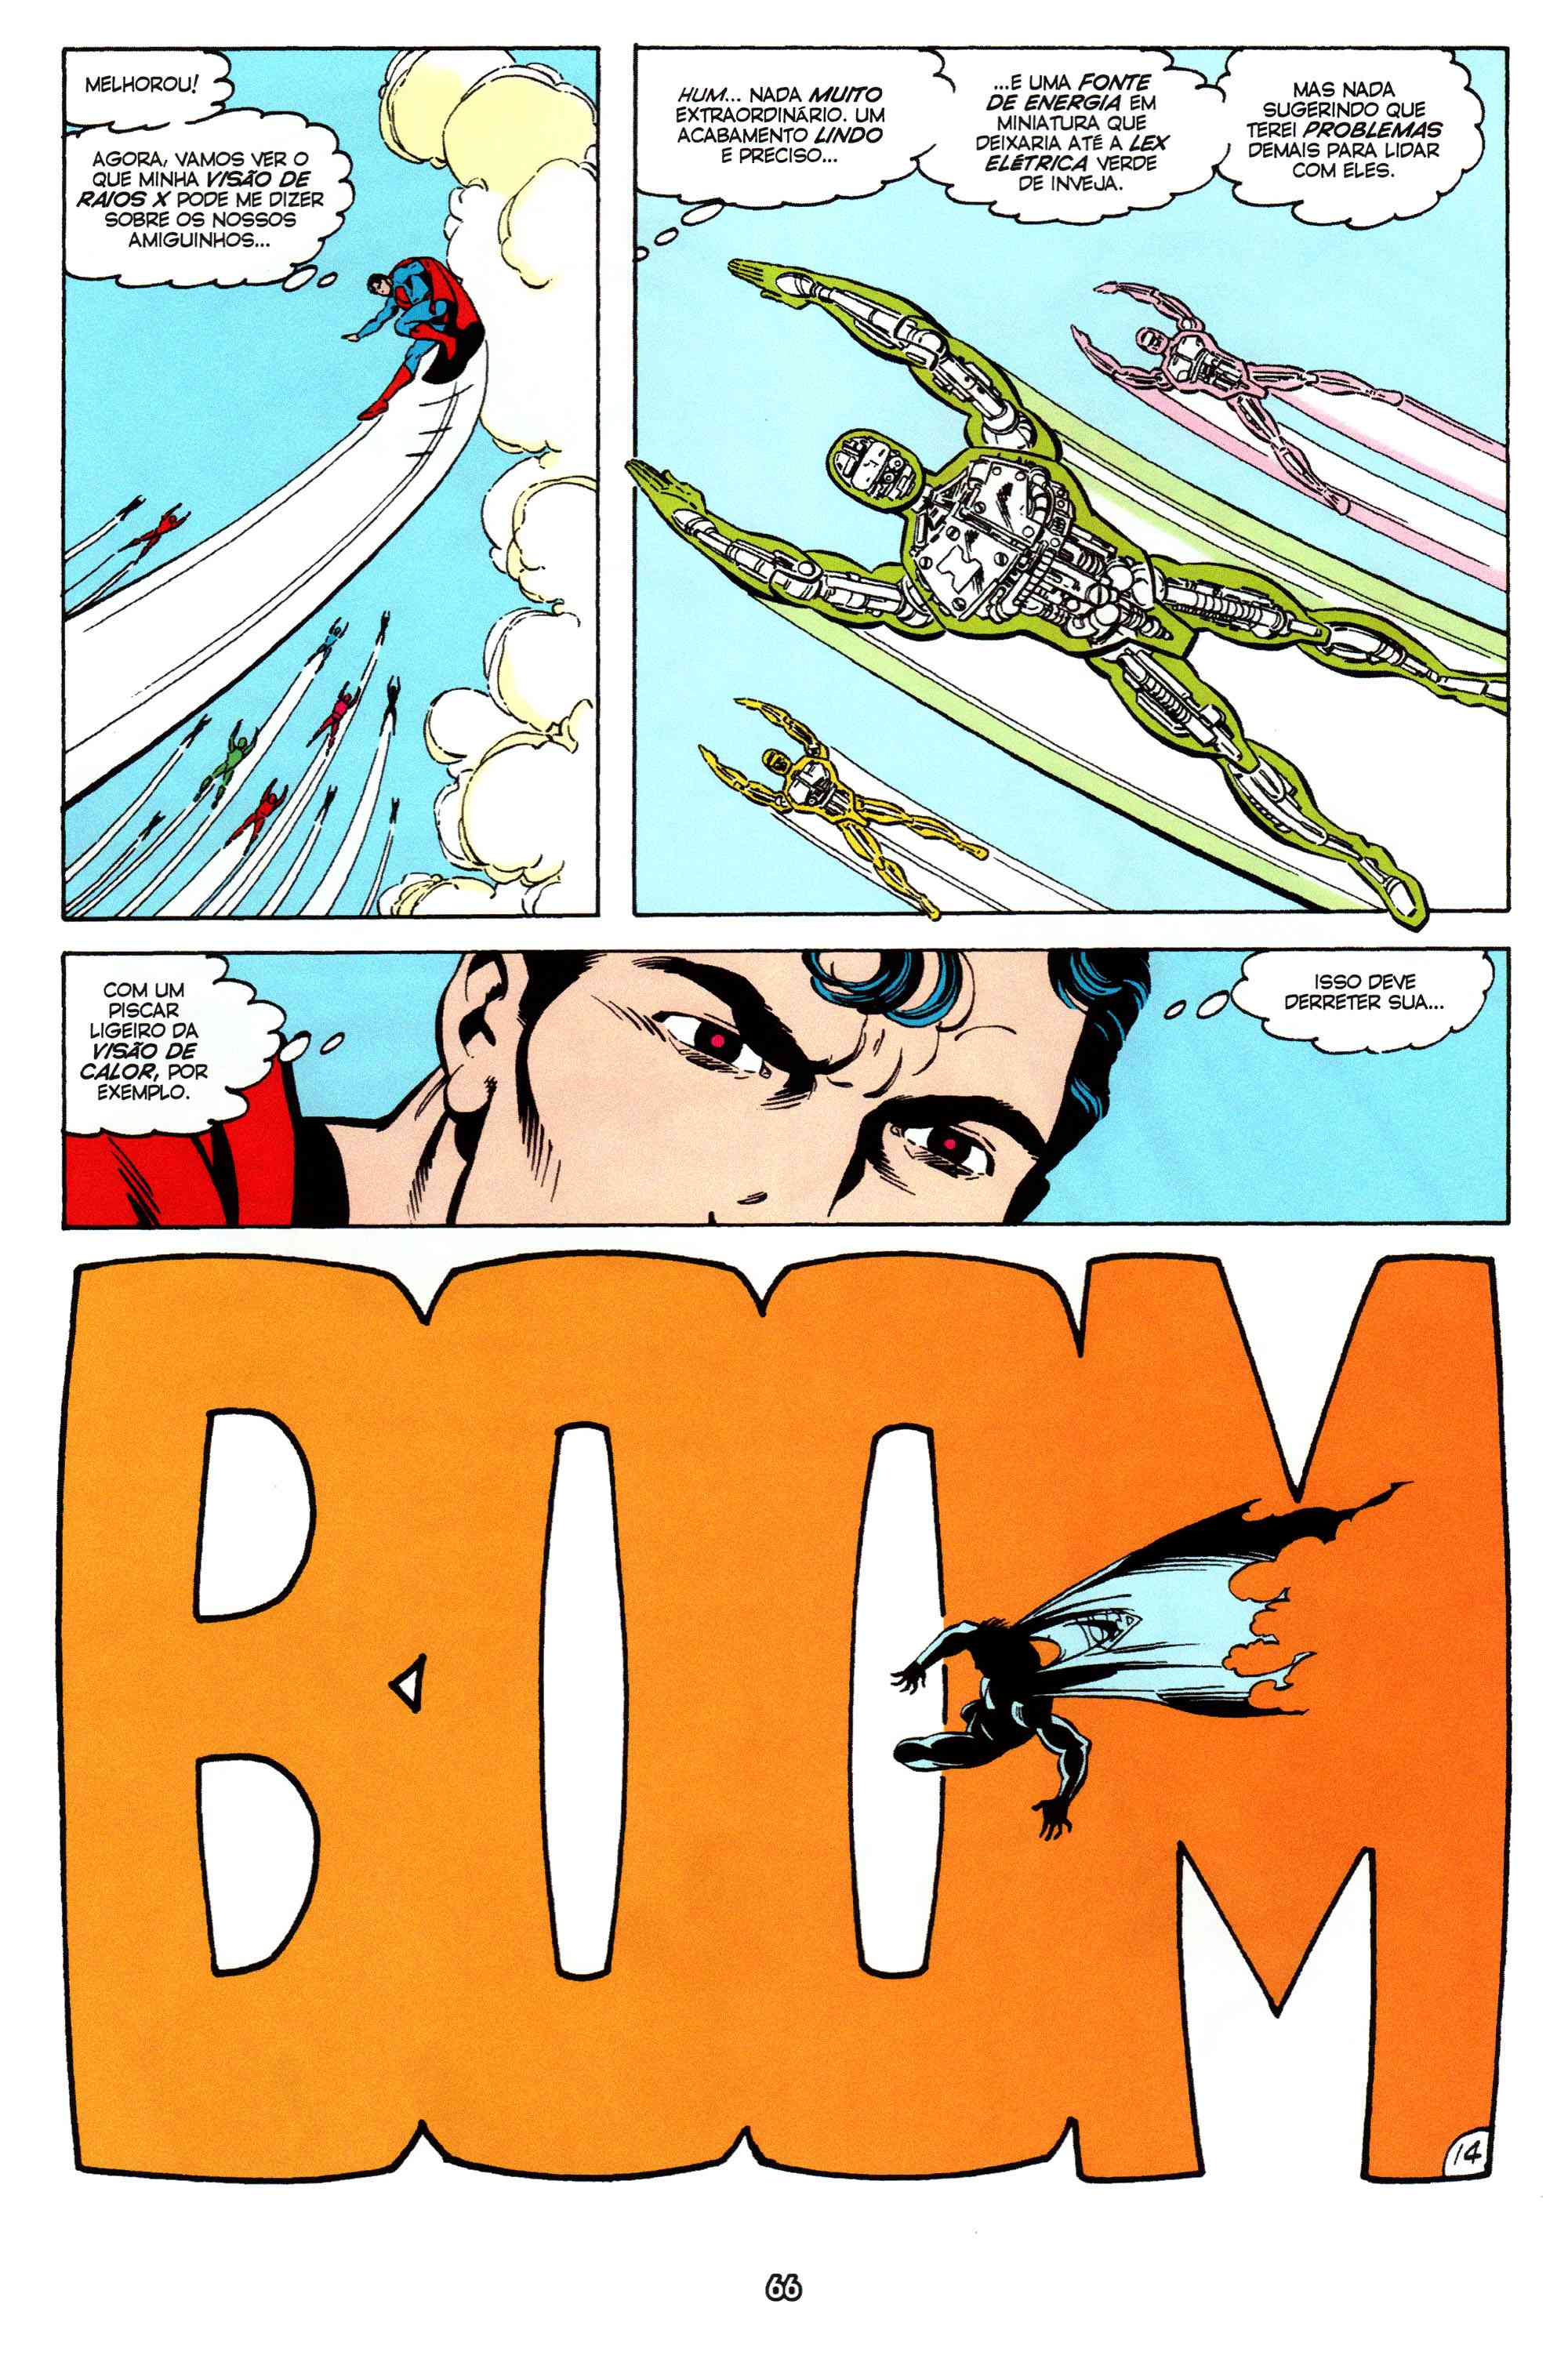 MELHOROU!
AGORA, VAMOS VER O
QUE MINHA VISÃO DE
RAIOS X PODE ME DIZER
SOBRE OS NOSSOS
AMIGUINHOS...
HUM... NADA MUITO
EXTRAORDINÁRIO. UM
ACABAMENTO LINDO
E PRECISO...
...E UMA FONTE
DE ENERGIA EM
MINIATURA QUE
DEIXARIA ATÉ A LEX
ELÉTRICA VERDE
DE INVEJA.
MAS NADA
SUGERINDO QUE
TEREI PROBLEMAS
DEMAIS PARA LIDAR
COM ELES.
COM UM
PISCAR
LIGEIRO DA
VISÃO DE
CALOR, POR
EXEMPLO.
ISSO DEVE
DERRETER SUA...
BOOM
14
66